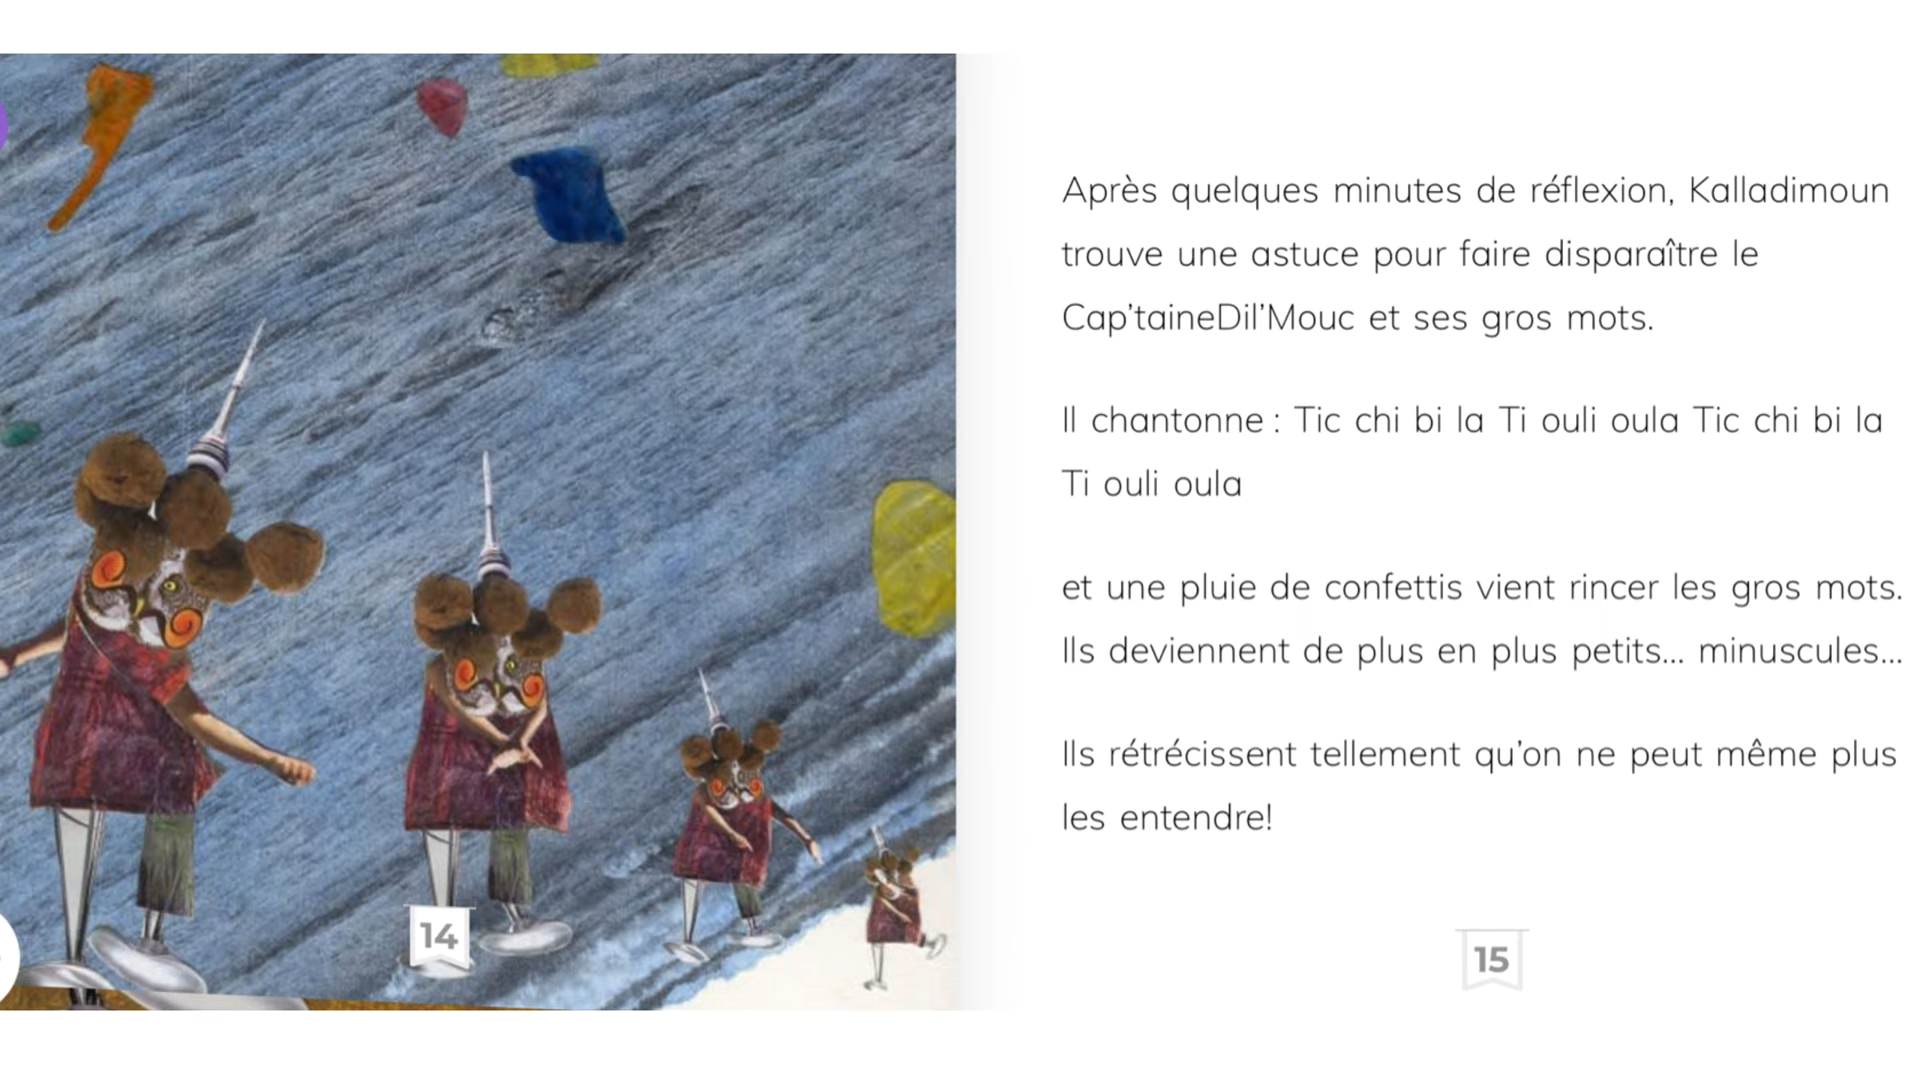 14
Après quelques minutes de réflexion, Kalladimoun
trouve une astuce pour faire disparaître le
Cap’taineDil’Mouc et ses gros mots.
Il chantonne : Tic chi bi la Ti ouli oula Tic chi bi la
Ti ouli oula
et une pluie de confettis vient rincer les gros mots.
Ils deviennent de plus en plus petits... minuscules...
Ils rétrécissent tellement qu’on ne peut même plus
les entendre!
15